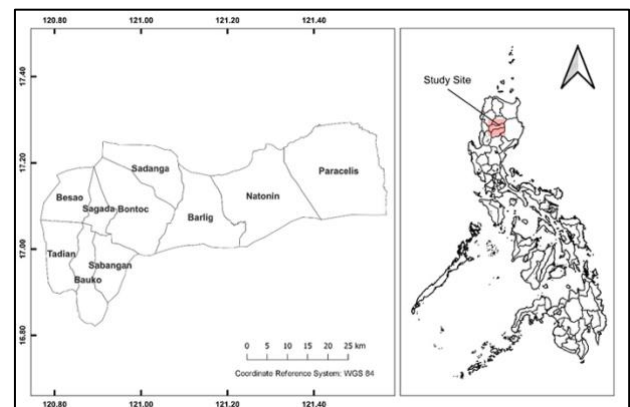 120.80 121.00 121.20 121.40
17.40
17.20
17.00
16.80
Sadanga
Paracelis
Besao
Natonin
Sagada Bontoc
Barlig
Tadian
Sabangan
Bauko
0 5 10 15 20 25 km
Coordinate Reference System: WGS 84
120.80 121.00 121.20 121.40
Study Site